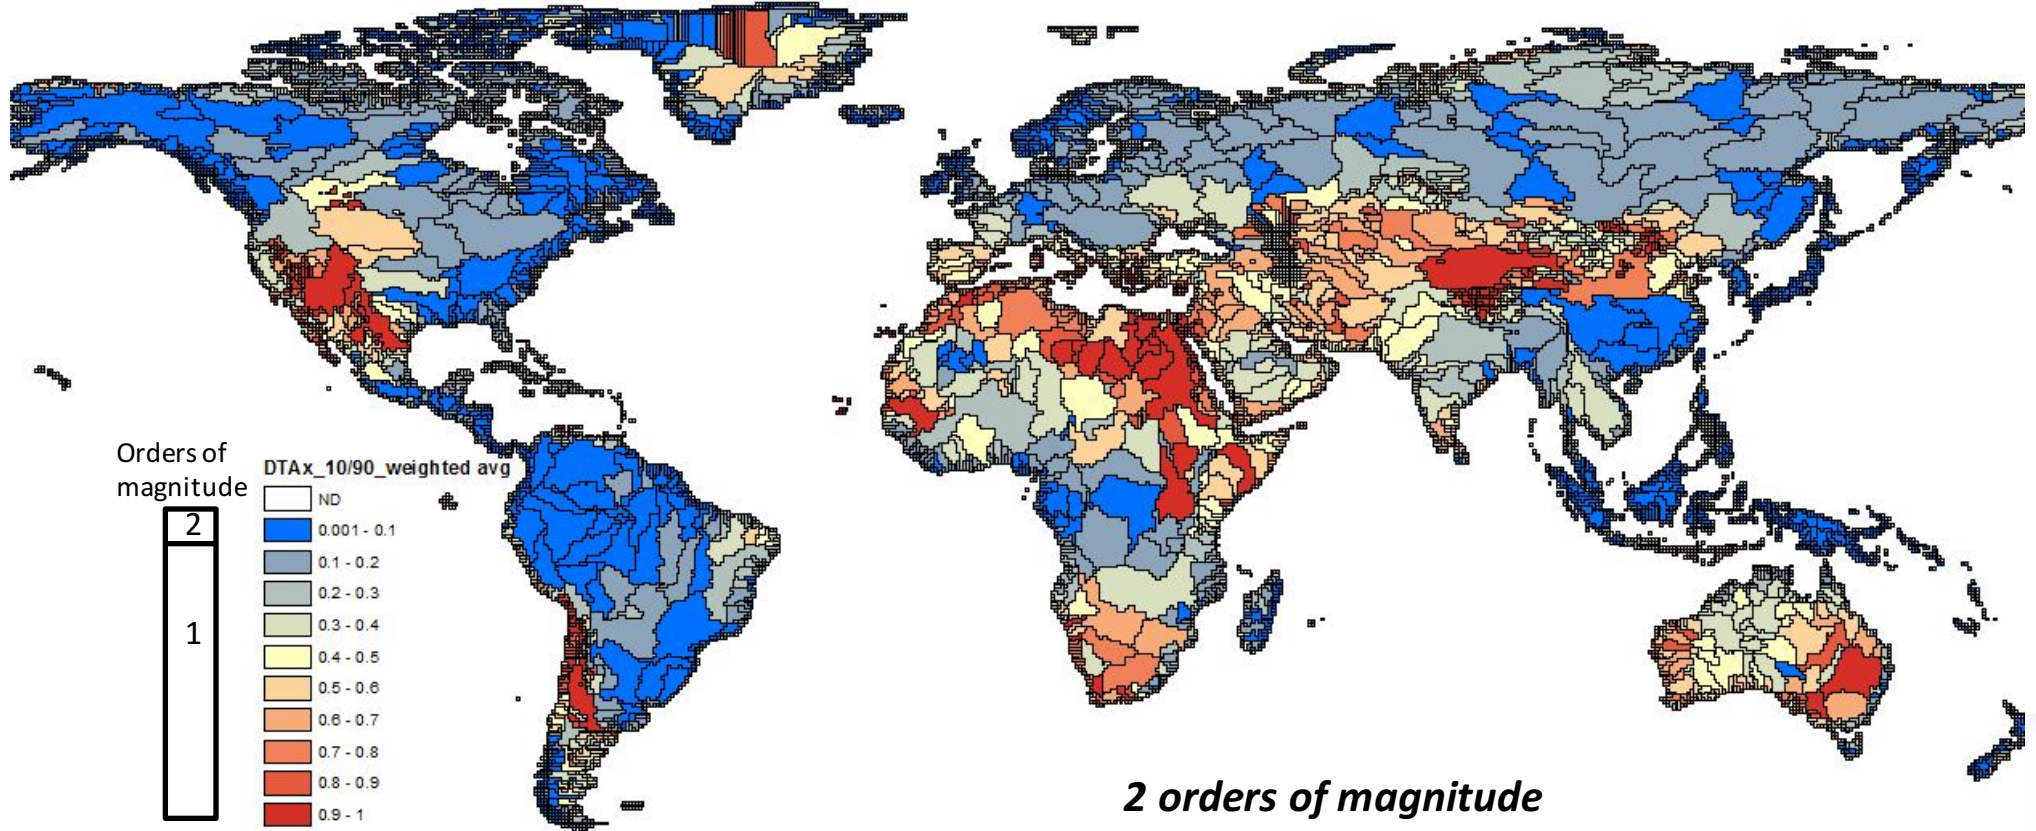 Orders of
magnitude
2
1
DTAx_10/90_weighted avg
ND
0.001 - 0.1
0.1 - 0.2
0.2 - 0.3
0.3 - 0.4
0.4 - 0.5
0.5 - 0.6
0.6 - 0.7
0.7 - 0.8
0.8 - 0.9
0.9 - 1
2 orders of magnitude